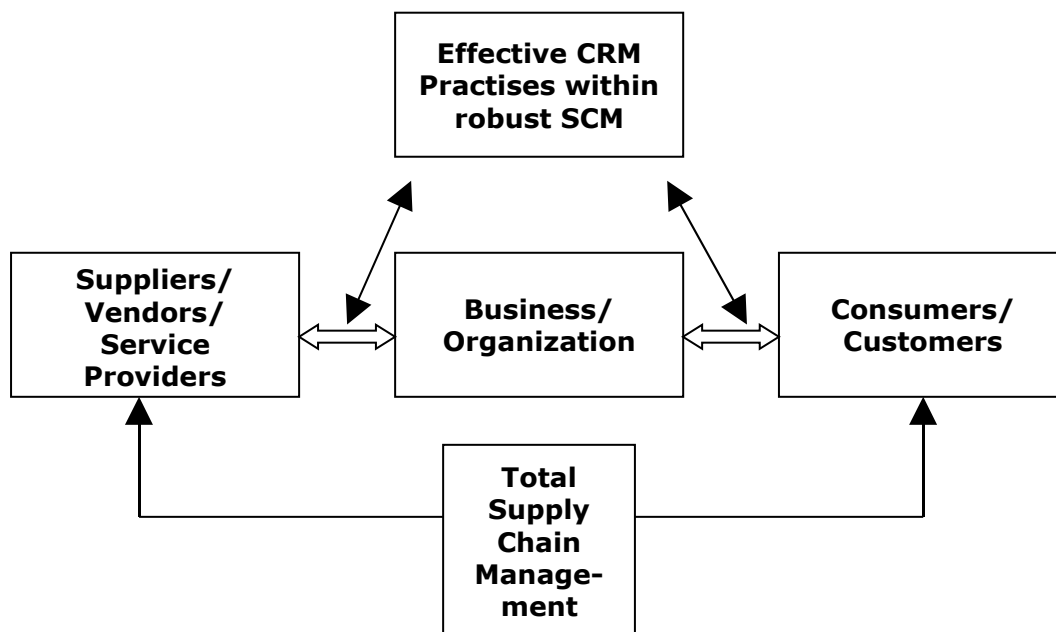 Effective CRM
Practises within
robust SCM
Suppliers/
Vendors/
Service
Providers
Business/
Organization
Consumers/
Customers
Total
Supply
Chain
Manage-
ment